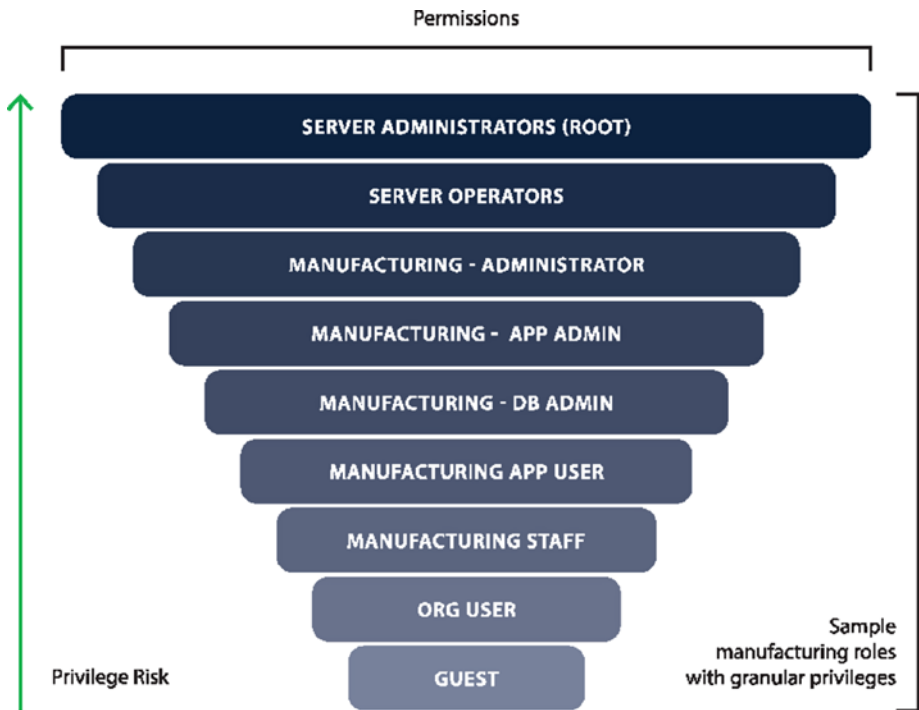 Permissions
SERVER ADMINISTRATORS (ROOT)
SERVER OPERATORS
MANUFACTURING - ADMINISTRATOR
MANUFACTURING - APP ADMIN
MANUFACTURING - DB ADMIN
MANUFACTURING APP USER
MANUFACTURING STAFF
ORG USER
GUEST
Privilege Risk
Sample
manufacturing roles
with granular privileges